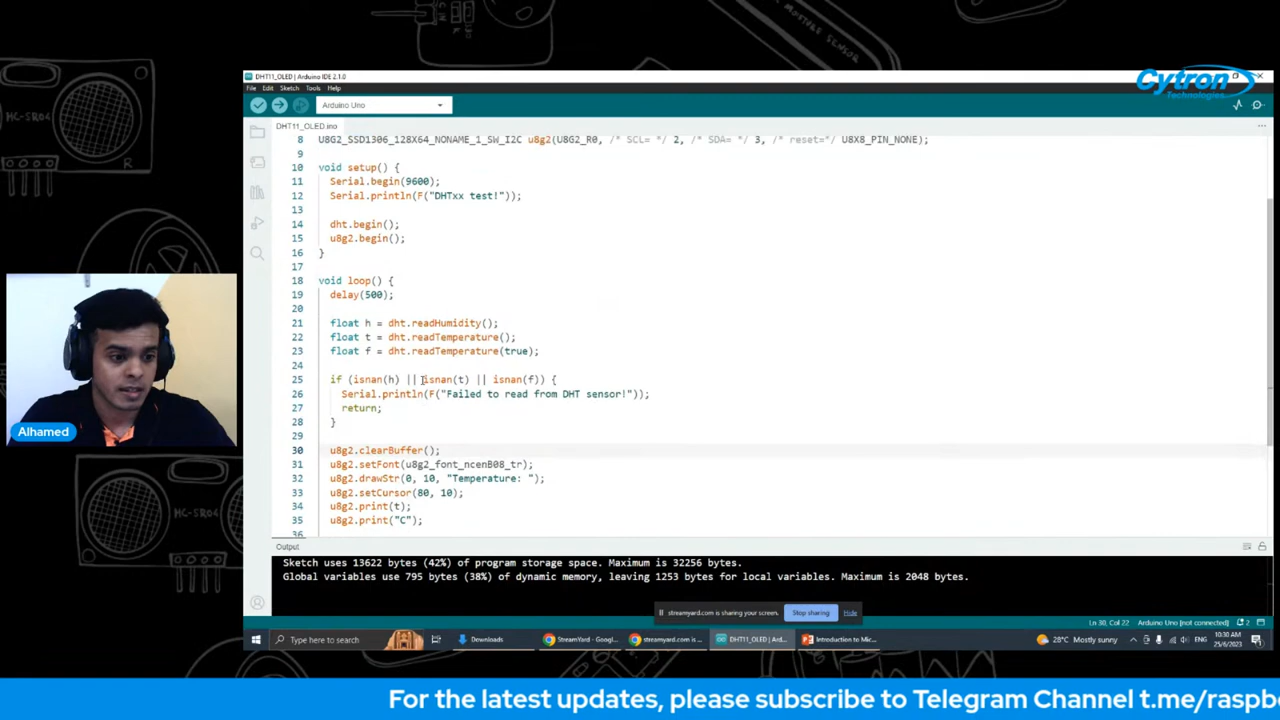 HC-SR04
DHT11_OLED | Arduino IDE 2.1.0
Cytron
Technologies
File Edit Sketch Tools Help
Arduino Uno
DHT11_OLED.ino
8 U8G2_SSD1306_128X64_NONAME_1_SW_I2C u8g2(U8G2_R0, /* SCL= */ 2, /* SDA= */ 3, /* reset=*/ U8X8_PIN_NONE);
9
10 void setup() {
11 Serial.begin(9600);
12 Serial.println(F("DHTxx test!"));
13
14 dht.begin();
15 u8g2.begin();
16 }
17
18 void loop() {
19 delay(500);
20
21 float h = dht.readHumidity();
22 float t = dht.readTemperature();
23 float f = dht.readTemperature(true);
24
25 if (isnan(h) || isnan(t) || isnan(f)) {
26 Serial.println(F("Failed to read from DHT sensor!"));
27 return;
28 }
29
30 u8g2.clearBuffer();
31 u8g2.setFont(u8g2_font_ncenB08_tr);
32 u8g2.drawStr(0, 10, "Temperature: ");
33 u8g2.setCursor(80, 10);
34 u8g2.print(t);
35 u8g2.print("C");
36
Alhamed
HC-SR04
Output
Sketch uses 13622 bytes (42%) of program storage space. Maximum is 32256 bytes.
Global variables use 795 bytes (38%) of dynamic memory, leaving 1253 bytes for local variables. Maximum is 2048 bytes.
streamyard.com is sharing your screen. Stop sharing Hide
Ln 30, Col 22 Arduino Uno [not connected] 2
Type here to search Downloads StreamYard - Googl... streamyard.com is ... DHT11_OLED | Ard... Introduction to Mic... 28°C Mostly sunny ENG 10:30 AM
25/6/2023
For the latest updates, please subscribe to Telegram Channel t.me/raspb